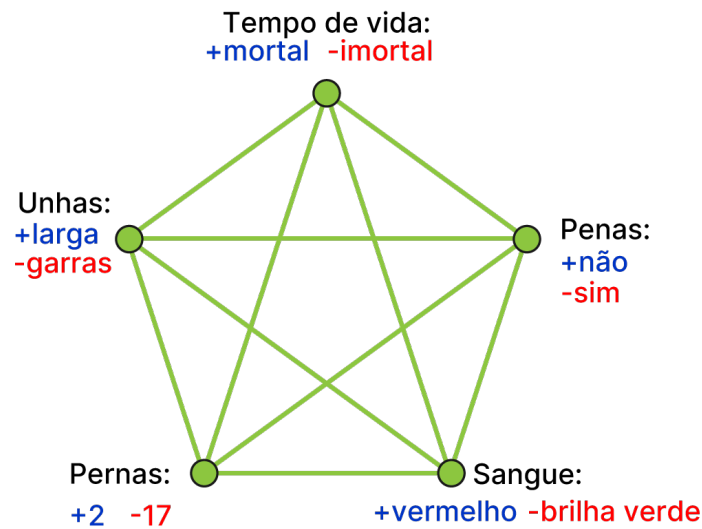 Tempo de vida:
+mortal -imortal
Unhas:
+larga
-garras
Penas:
+não
-sim
Pernas:
+2 -17
Sangue:
+vermelho -brilha verde